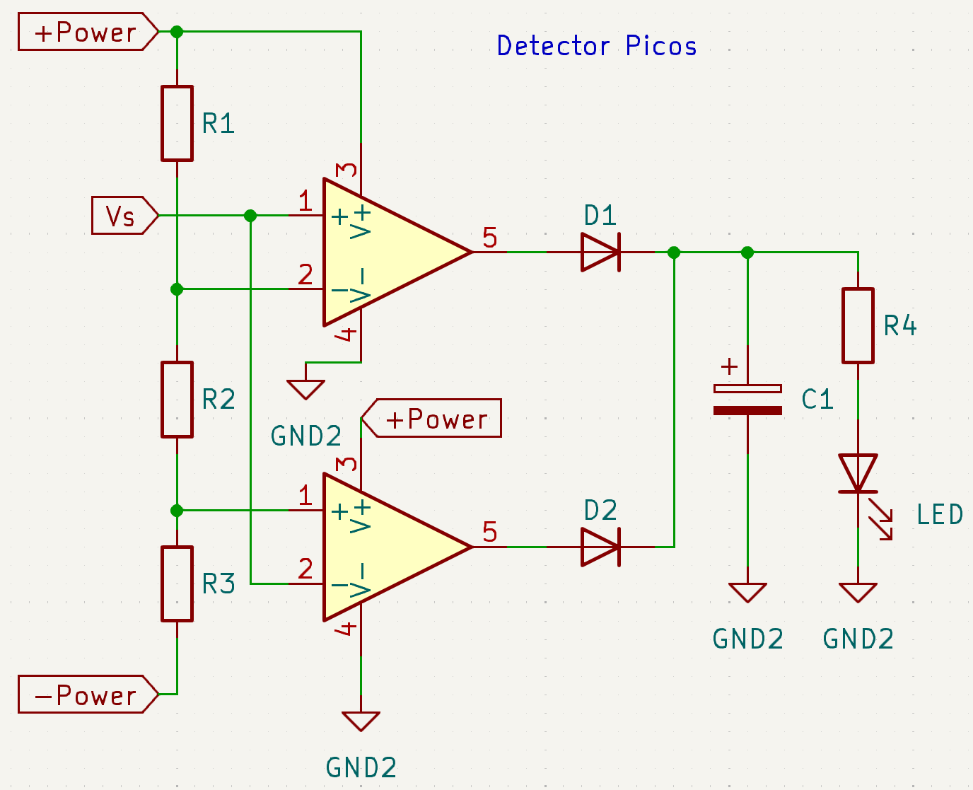 +Power
Detector Picos
R1
3
Vs
1
+
V+
D1
5
2
−
V−
R4
4
+
R2
C1
+Power
GND2
3
1
+
V+
D2
LED
5
2
−
V−
R3
4
GND2
GND2
−Power
GND2